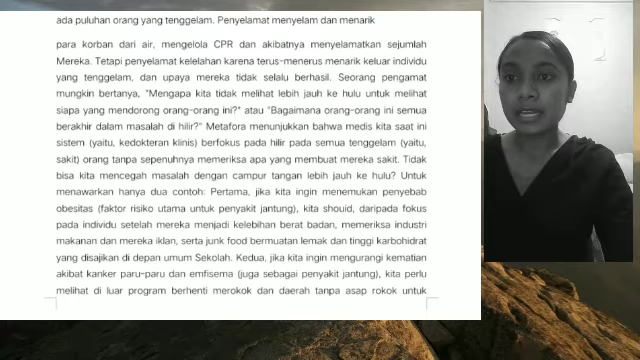 ada puluhan orang yang tenggelam. Penyelamat menyelam dan menarik
para korban dari air, mengelola CPR dan akibatnya menyelamatkan sejumlah
Mereka. Tetapi penyelamat kelelahan karena terus-menerus menarik keluar individu
yang tenggelam, dan upaya mereka tidak selalu berhasil. Seorang pengamat
mungkin bertanya, "Mengapa kita tidak melihat lebih jauh ke hulu untuk melihat
siapa yang mendorong orang-orang ini?" atau "Bagaimana orang-orang ini semua
berakhir dalam masalah di hilir?" Metafora menunjukkan bahwa medis kita saat ini
sistem (yaitu, kedokteran klinis) berfokus pada hilir pada semua tenggelam (yaitu,
sakit) orang tanpa sepenuhnya memeriksa apa yang membuat mereka sakit. Tidak
bisa kita mencegah masalah dengan campur tangan lebih jauh ke hulu? Untuk
menawarkan hanya dua contoh: Pertama, jika kita ingin menemukan penyebab
obesitas (faktor risiko utama untuk penyakit jantung), kita shouid, daripada fokus
pada individu setelah mereka menjadi kelebihan berat badan, memeriksa industri
makanan dan mereka iklan, serta junk food bermuatan lemak dan tinggi karbohidrat
yang disajikan di depan umum Sekolah. Kedua, jika kita ingin mengurangi kematian
akibat kanker paru-paru dan emfisema (juga sebagai penyakit jantung), kita perlu
melihat di luar program berhenti merokok dan daerah tanpa asap rokok untuk